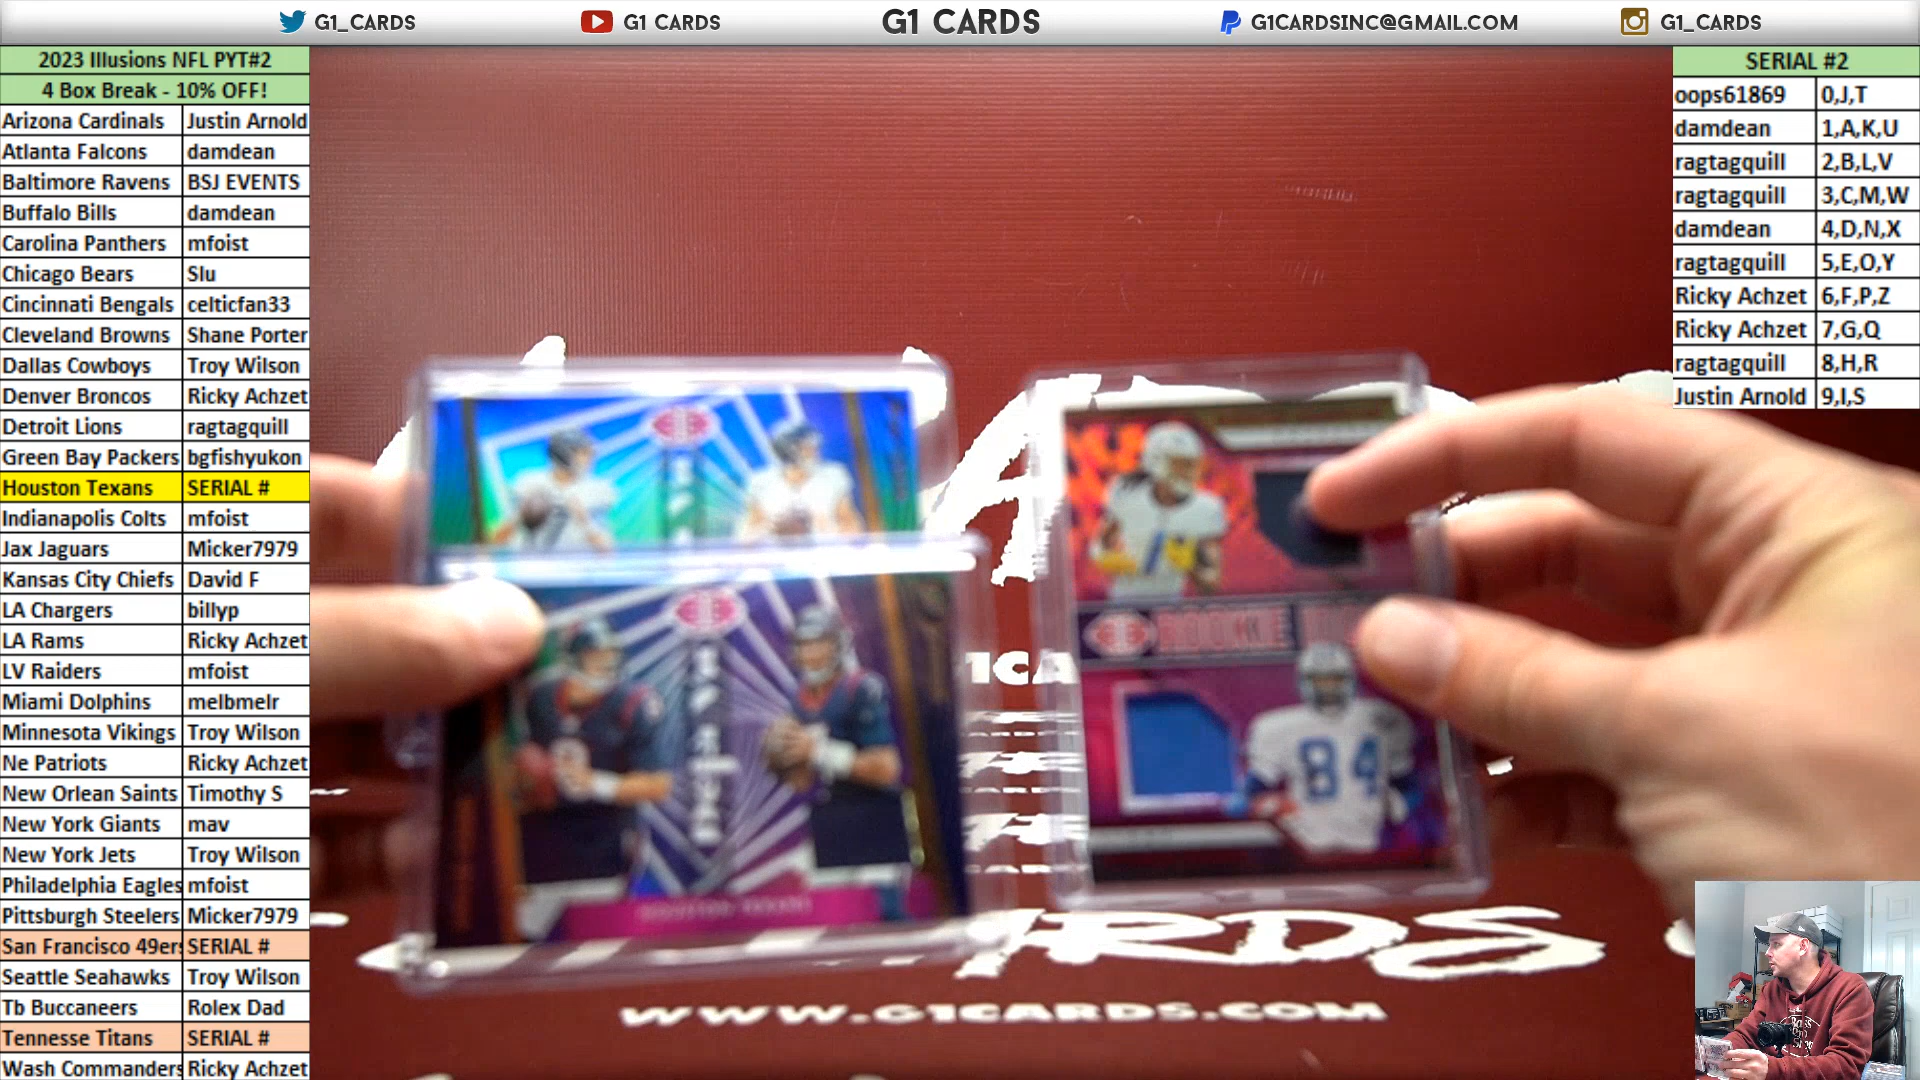 G1_CARDS
G1 CARDS
G1 CARDS
G1CARDSINC@GMAIL.COM
G1_CARDS
2023 Illusions NFL PYT#2
4 Box Break - 10% OFF!
Arizona Cardinals Justin Arnold
Atlanta Falcons damdean
Baltimore Ravens BSJ EVENTS
Buffalo Bills damdean
Carolina Panthers mfoist
Chicago Bears Slu
Cincinnati Bengals celticfan33
Cleveland Browns Shane Porter
Dallas Cowboys Troy Wilson
Denver Broncos Ricky Achzet
Detroit Lions ragtagquill
Green Bay Packers bgfishyukon
Houston Texans SERIAL #
Indianapolis Colts mfoist
Jax Jaguars Micker7979
Kansas City Chiefs David F
LA Chargers billyp
LA Rams Ricky Achzet
LV Raiders mfoist
Miami Dolphins melbmelr
Minnesota Vikings Troy Wilson
Ne Patriots Ricky Achzet
New Orlean Saints Timothy S
New York Giants mav
New York Jets Troy Wilson
Philadelphia Eagles mfoist
Pittsburgh Steelers Micker7979
San Francisco 49ers SERIAL #
Seattle Seahawks Troy Wilson
Tb Buccaneers Rolex Dad
Tennesse Titans SERIAL #
Wash Commanders Ricky Achzet
SERIAL #2
oops61869 0,J,T
damdean 1,A,K,U
ragtagquill 2,B,L,V
ragtagquill 3,C,M,W
damdean 4,D,N,X
ragtagquill 5,E,O,Y
Ricky Achzet 6,F,P,Z
Ricky Achzet 7,G,Q
ragtagquill 8,H,R
Justin Arnold 9,I,S
ROOKIE
84
HOUSTON TEXANS
1CA
RDS
WWW.G1CARDS.COM